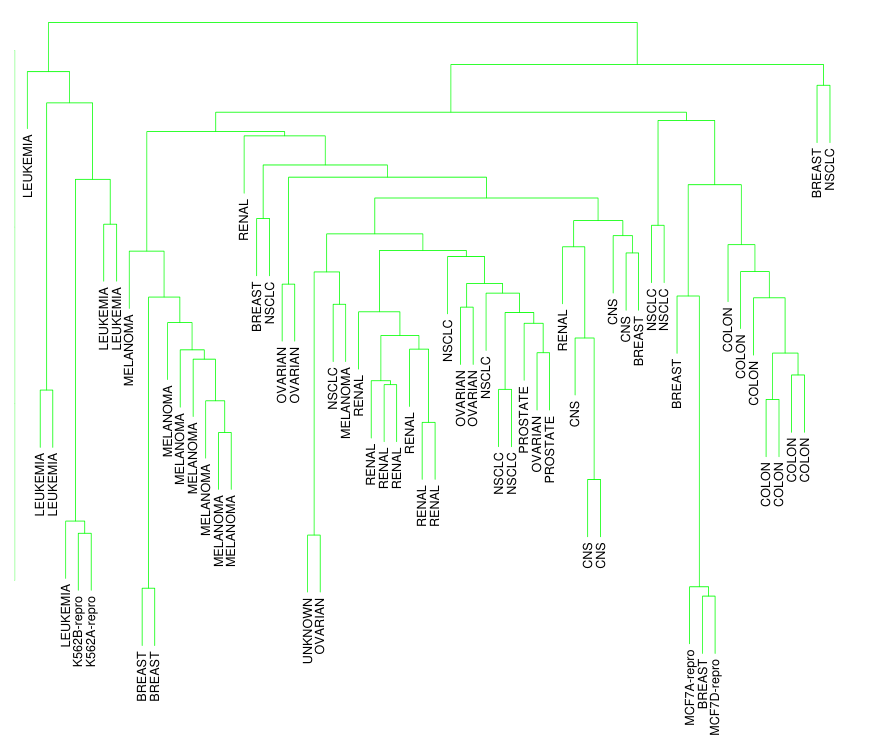 LEUKEMIA
LEUKEMIA
LEUKEMIA
LEUKEMIA
K562B-repro
K562A-repro
LEUKEMIA
LEUKEMIA
MELANOMA
BREAST
BREAST
MELANOMA
MELANOMA
MELANOMA
MELANOMA
MELANOMA
MELANOMA
RENAL
BREAST
NSCLC
OVARIAN
OVARIAN
UNKNOWN
OVARIAN
NSCLC
MELANOMA
RENAL
RENAL
RENAL
RENAL
RENAL
RENAL
RENAL
NSCLC
OVARIAN
OVARIAN
NSCLC
NSCLC
NSCLC
PROSTATE
OVARIAN
PROSTATE
RENAL
CNS
CNS
CNS
CNS
CNS
BREAST
NSCLC
NSCLC
BREAST
MCF7A-repro
BREAST
MCF7D-repro
COLON
COLON
COLON
COLON
COLON
COLON
COLON
BREAST
NSCLC